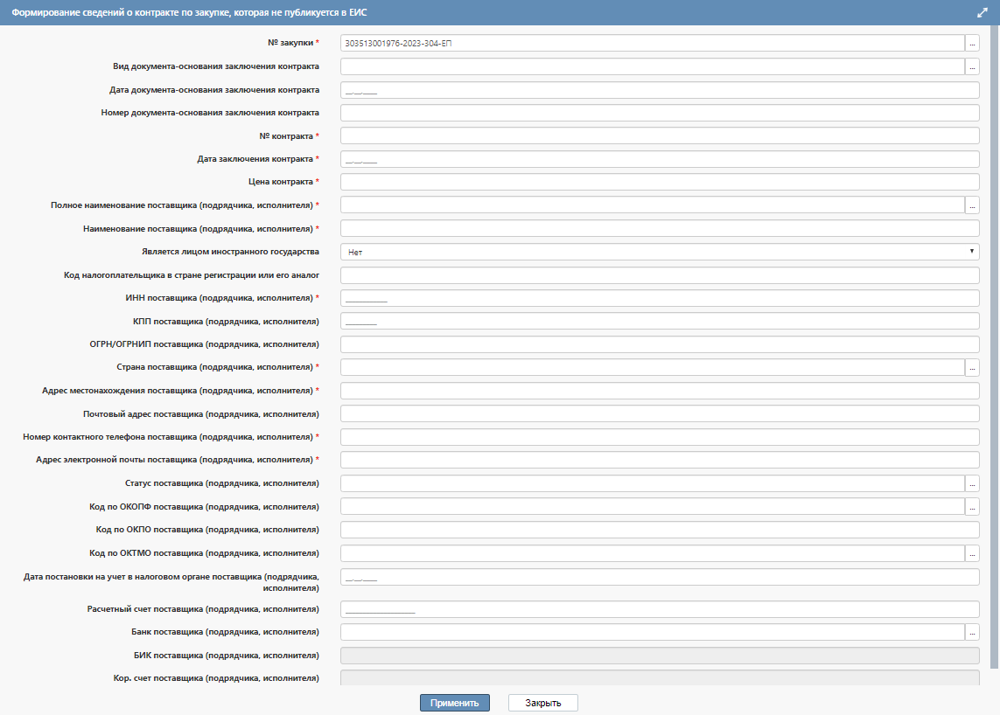 Формирование сведений о контракте по закупке, которая не публикуется в ЕИС
№ закупки * 303513001976-2023-304-ЕП ...
Вид документа-основания заключения контракта ...
Дата документа-основания заключения контракта __.__.____
Номер документа-основания заключения контракта
№ контракта *
Дата заключения контракта * __.__.____
Цена контракта *
Полное наименование поставщика (подрядчика, исполнителя) * ...
Наименование поставщика (подрядчика, исполнителя) *
Является лицом иностранного государства Нет
Код налогоплательщика в стране регистрации или его аналог
ИНН поставщика (подрядчика, исполнителя) * ____________
КПП поставщика (подрядчика, исполнителя) _________
ОГРН/ОГРНИП поставщика (подрядчика, исполнителя)
Страна поставщика (подрядчика, исполнителя) * ...
Адрес местонахождения поставщика (подрядчика, исполнителя) *
Почтовый адрес поставщика (подрядчика, исполнителя)
Номер контактного телефона поставщика (подрядчика, исполнителя) *
Адрес электронной почты поставщика (подрядчика, исполнителя) *
Статус поставщика (подрядчика, исполнителя) ...
Код по ОКОПФ поставщика (подрядчика, исполнителя) ...
Код по ОКПО поставщика (подрядчика, исполнителя)
Код по ОКТМО поставщика (подрядчика, исполнителя) ...
Дата постановки на учет в налоговом органе поставщика (подрядчика, __.__.____
исполнителя)
Расчетный счет поставщика (подрядчика, исполнителя) ____________________
Банк поставщика (подрядчика, исполнителя) ...
БИК поставщика (подрядчика, исполнителя)
Кор. счет поставщика (подрядчика, исполнителя)
Применить Закрыть